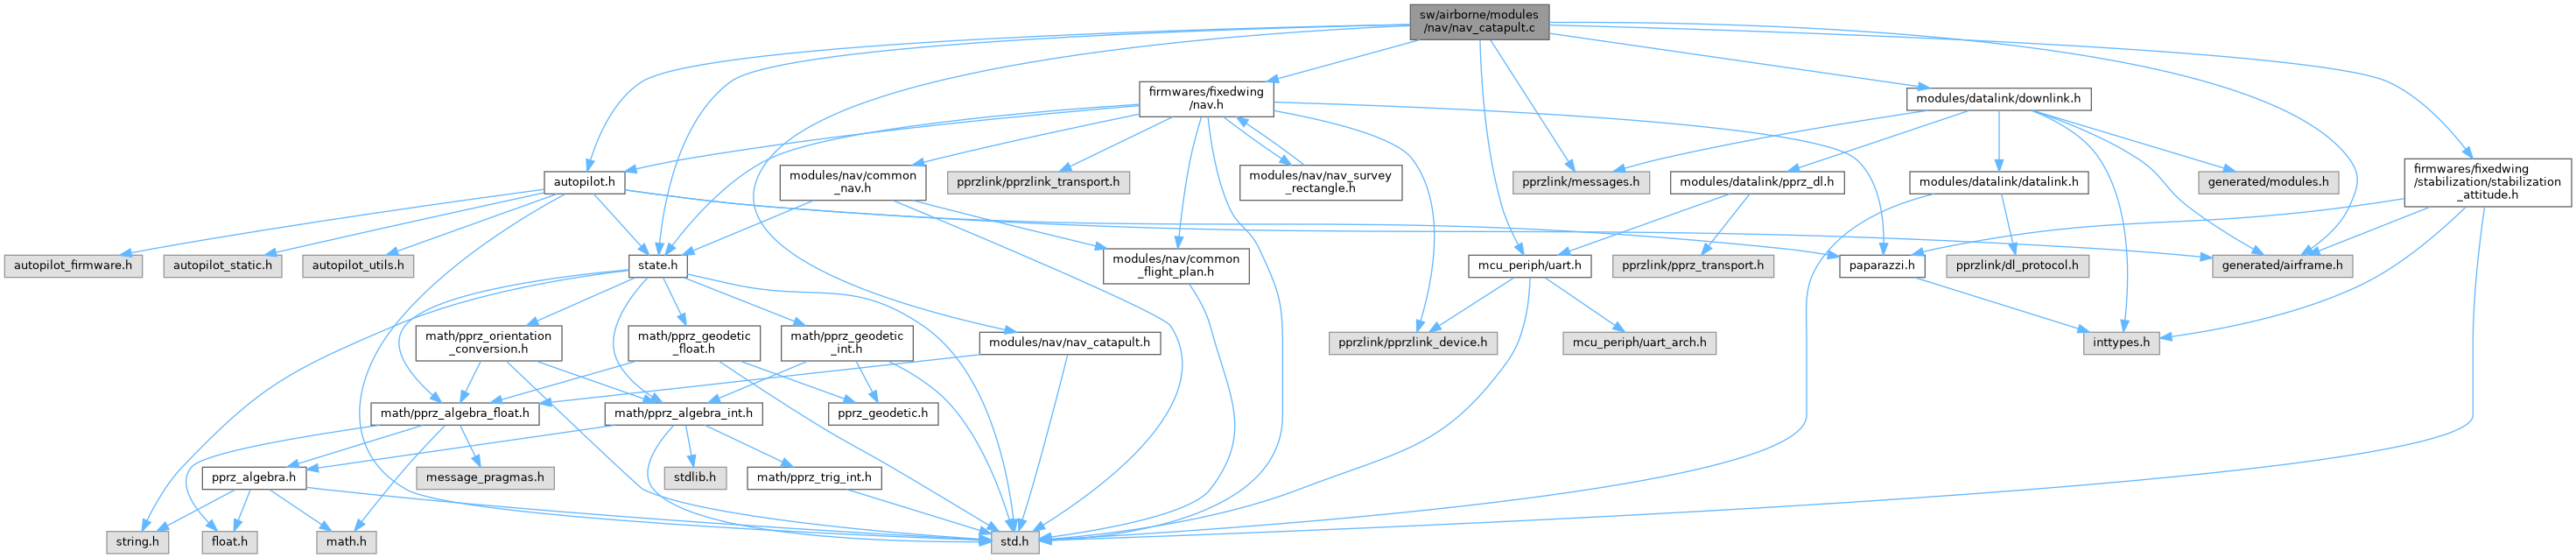 sw/airborne/modules
/nav/nav_catapult.c
firmwares/fixedwing
/nav.h
modules/datalink/downlink.h
autopilot.h
modules/nav/common
_nav.h
pprzlink/pprzlink_transport.h
modules/nav/nav_survey
_rectangle.h
pprzlink/messages.h
modules/datalink/pprz_dl.h
modules/datalink/datalink.h
generated/modules.h
firmwares/fixedwing
/stabilization/stabilization
_attitude.h
autopilot_firmware.h
autopilot_static.h
autopilot_utils.h
state.h
modules/nav/common
_flight_plan.h
mcu_periph/uart.h
pprzlink/pprz_transport.h
paparazzi.h
pprzlink/dl_protocol.h
generated/airframe.h
math/pprz_orientation
_conversion.h
math/pprz_geodetic
_float.h
math/pprz_geodetic
_int.h
modules/nav/nav_catapult.h
pprzlink/pprzlink_device.h
mcu_periph/uart_arch.h
inttypes.h
math/pprz_algebra_float.h
math/pprz_algebra_int.h
pprz_geodetic.h
pprz_algebra.h
message_pragmas.h
stdlib.h
math/pprz_trig_int.h
string.h
float.h
math.h
std.h